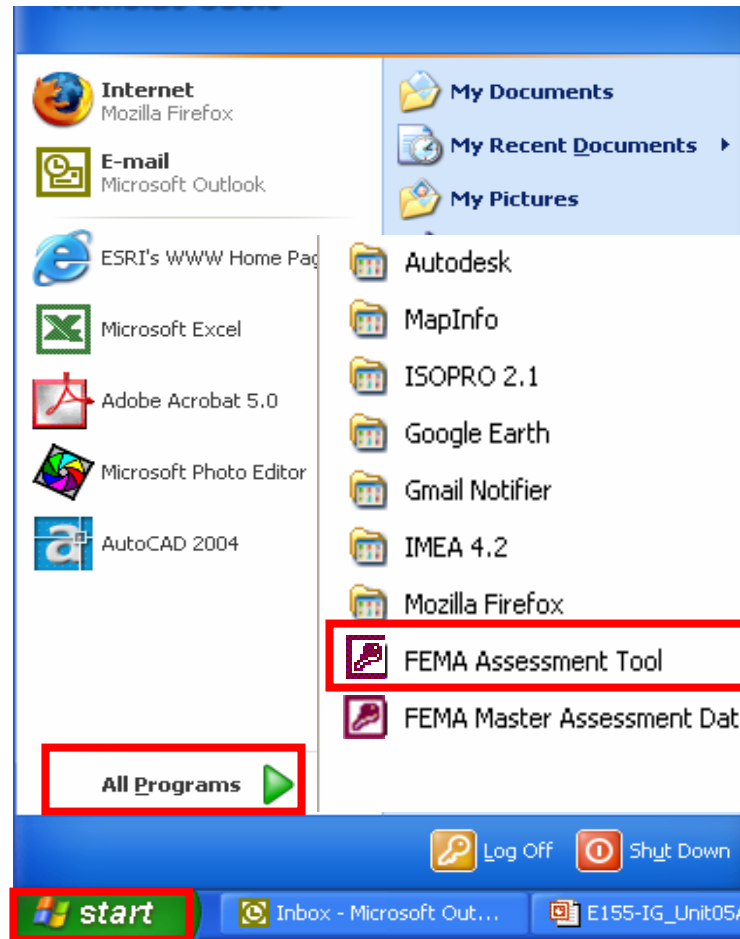 Internet
Mozilla Firefox
E-mail
Microsoft Outlook
ESRI's WWW Home Pag
Microsoft Excel
Adobe Acrobat 5.0
Microsoft Photo Editor
AutoCAD 2004
All Programs
My Documents
My Recent Documents
My Pictures
Autodesk
MapInfo
ISOPRO 2.1
Google Earth
Gmail Notifier
IMEA 4.2
Mozilla Firefox
FEMA Assessment Tool
FEMA Master Assessment Dat
Log Off
Shut Down
start
Inbox - Microsoft Out...
E155-IG_Unit05A